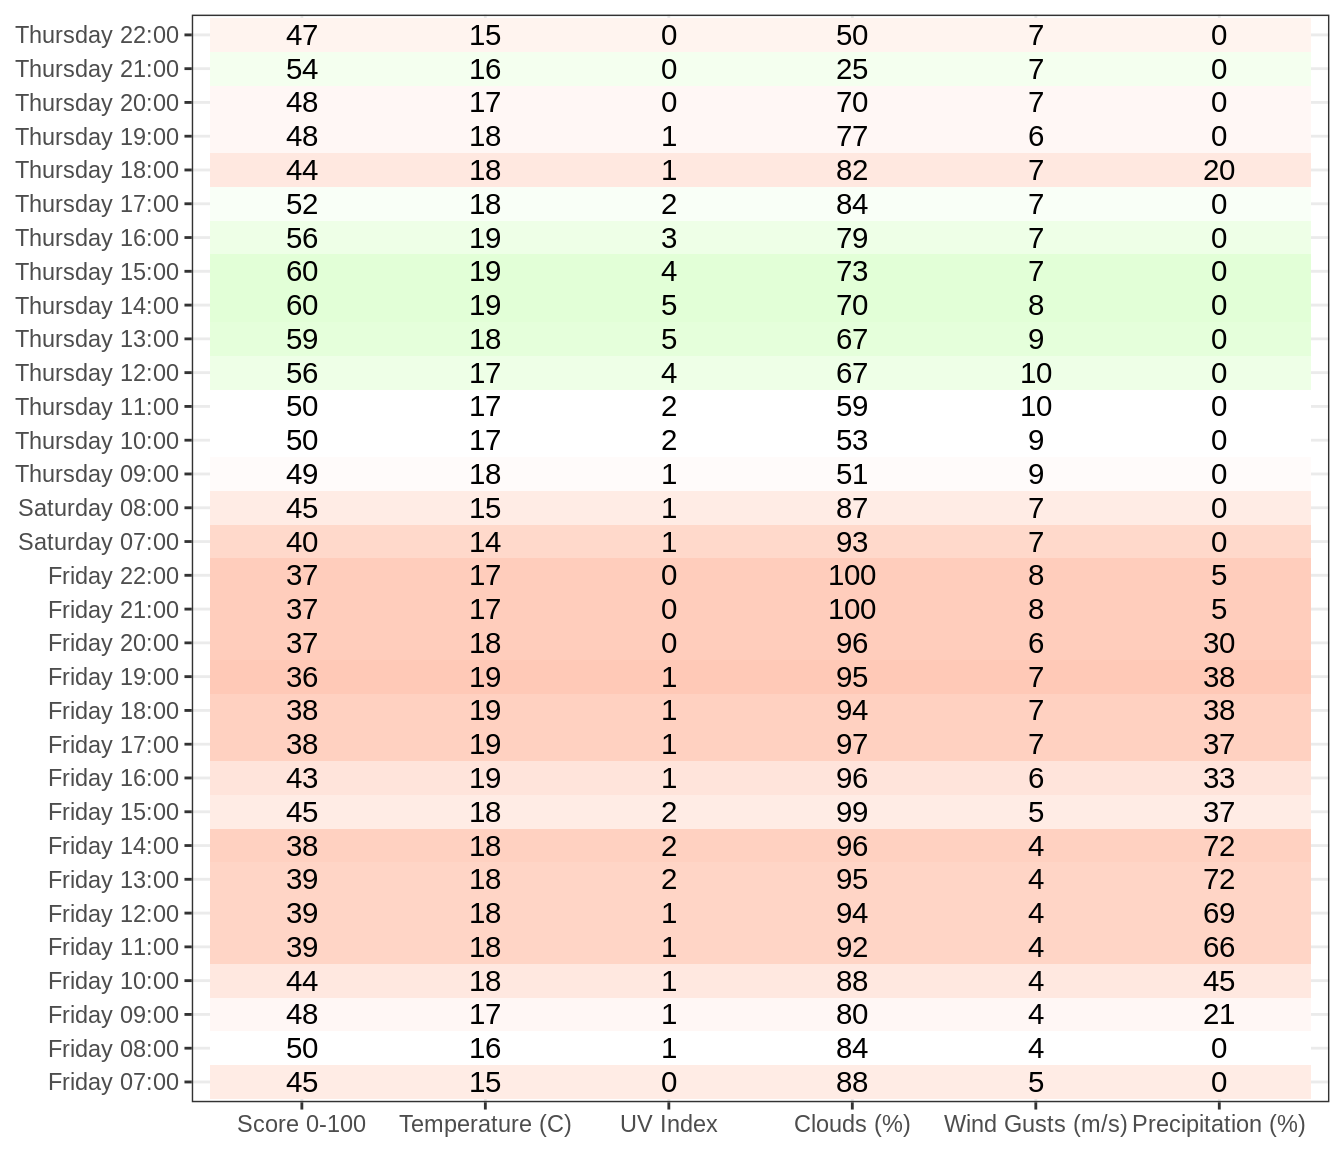 Thursday 22:00 47 15 0 50 7 0
Thursday 21:00 54 16 0 25 7 0
Thursday 20:00 48 17 0 70 7 0
Thursday 19:00 48 18 1 77 6 0
Thursday 18:00 44 18 1 82 7 20
Thursday 17:00 52 18 2 84 7 0
Thursday 16:00 56 19 3 79 7 0
Thursday 15:00 60 19 4 73 7 0
Thursday 14:00 60 19 5 70 8 0
Thursday 13:00 59 18 5 67 9 0
Thursday 12:00 56 17 4 67 10 0
Thursday 11:00 50 17 2 59 10 0
Thursday 10:00 50 17 2 53 9 0
Thursday 09:00 49 18 1 51 9 0
Saturday 08:00 45 15 1 87 7 0
Saturday 07:00 40 14 1 93 7 0
Friday 22:00 37 17 0 100 8 5
Friday 21:00 37 17 0 100 8 5
Friday 20:00 37 18 0 96 6 30
Friday 19:00 36 19 1 95 7 38
Friday 18:00 38 19 1 94 7 38
Friday 17:00 38 19 1 97 7 37
Friday 16:00 43 19 1 96 6 33
Friday 15:00 45 18 2 99 5 37
Friday 14:00 38 18 2 96 4 72
Friday 13:00 39 18 2 95 4 72
Friday 12:00 39 18 1 94 4 69
Friday 11:00 39 18 1 92 4 66
Friday 10:00 44 18 1 88 4 45
Friday 09:00 48 17 1 80 4 21
Friday 08:00 50 16 1 84 4 0
Friday 07:00 45 15 0 88 5 0
Score 0-100 Temperature (C) UV Index Clouds (%) Wind Gusts (m/s) Precipitation (%)